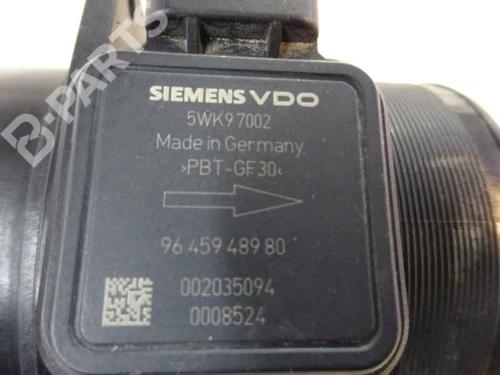 B-PARTS
SIEMENS VDO
5WK9 7002
Made in Germany
>PBT-GF30<
96 459 489 80
002035094
0008524